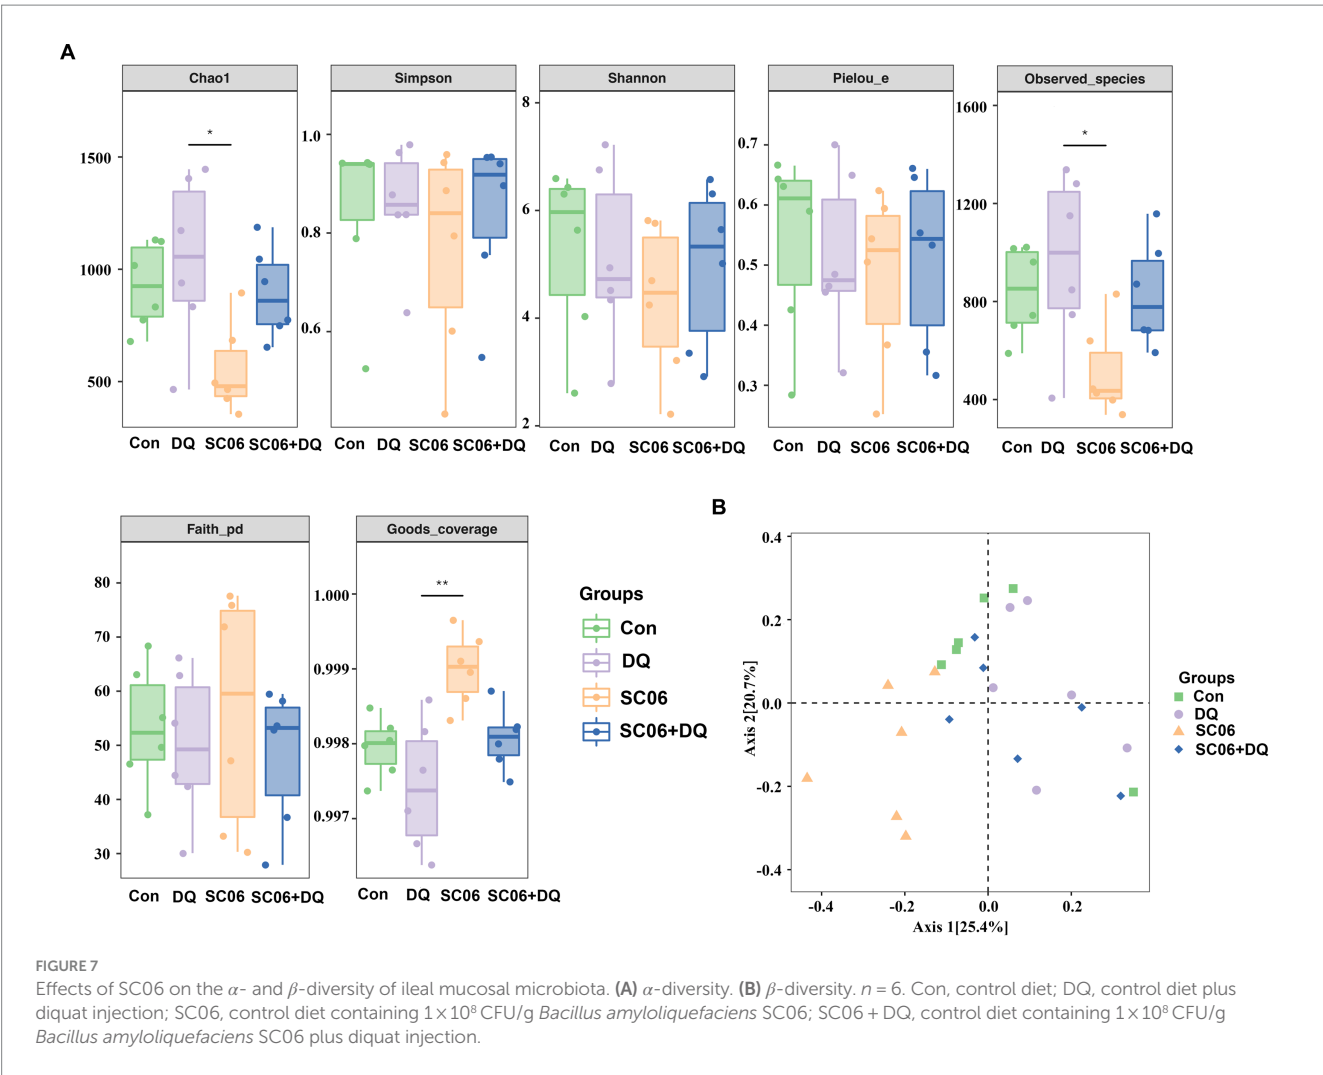 A
Chao1
Simpson
Shannon
Pielou_e
Observed_species
1500
1000
500
*
Con DQ SC06 SC06+DQ
1.0
0.8
0.6
Con DQ SC06 SC06+DQ
8
6
4
2
Con DQ SC06 SC06+DQ
0.7
0.6
0.5
0.4
0.3
Con DQ SC06 SC06+DQ
1600
1200
800
400
*
Con DQ SC06 SC06+DQ
Faith_pd
Goods_coverage
80
70
60
50
40
30
Con DQ SC06 SC06+DQ
1.000
0.999
0.998
0.997
**
Con DQ SC06 SC06+DQ
Groups
Con
DQ
SC06
SC06+DQ
B
0.4
0.2
0.0
-0.2
-0.4
Axis 2[20.7%]
-0.4 -0.2 0.0 0.2
Axis 1[25.4%]
Groups
Con
DQ
SC06
SC06+DQ
FIGURE 7
Effects of SC06 on the α- and β-diversity of ileal mucosal microbiota. (A) α-diversity. (B) β-diversity. n = 6. Con, control diet; DQ, control diet plus
diquat injection; SC06, control diet containing 1 × 10⁸ CFU/g Bacillus amyloliquefaciens SC06; SC06 + DQ, control diet containing 1 × 10⁸ CFU/g
Bacillus amyloliquefaciens SC06 plus diquat injection.